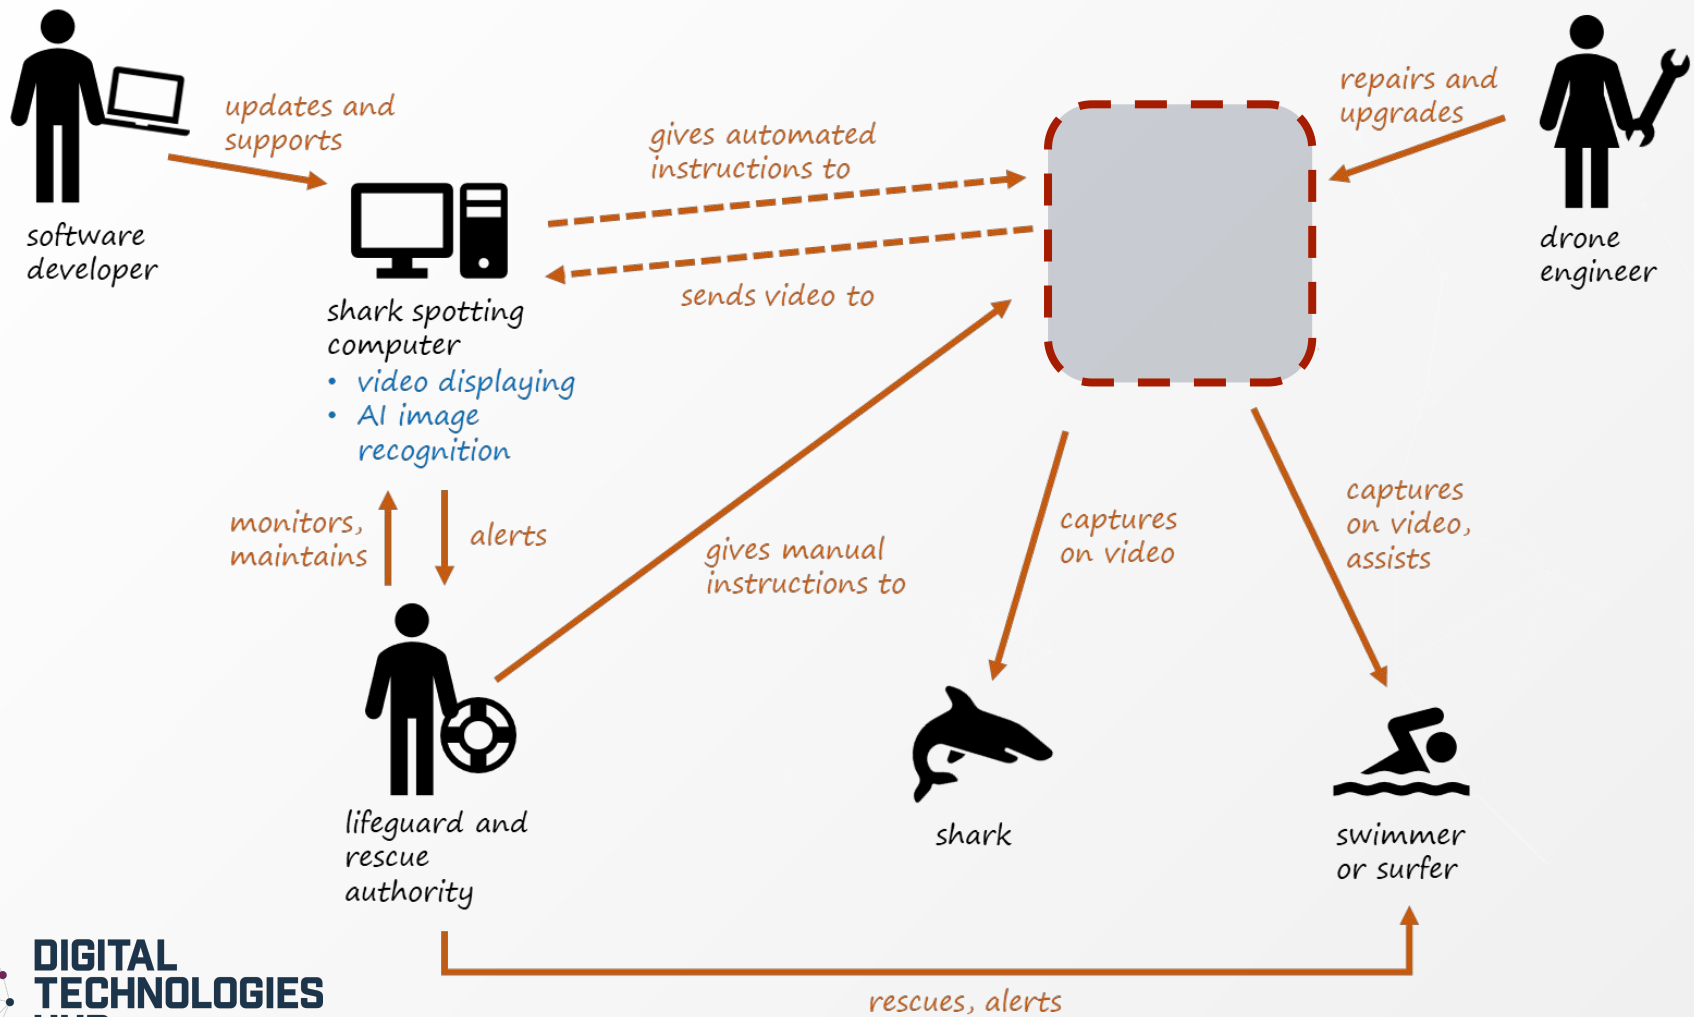 updates and
supports
software
developer
gives automated
instructions to
repairs and
upgrades
drone
engineer
sends video to
shark spotting
computer
• video displaying
• AI image
recognition
monitors,
maintains
alerts
gives manual
instructions to
captures
on video
captures
on video,
assists
lifeguard and
rescue
authority
shark
swimmer
or surfer
rescues, alerts
DIGITAL
TECHNOLOGIES